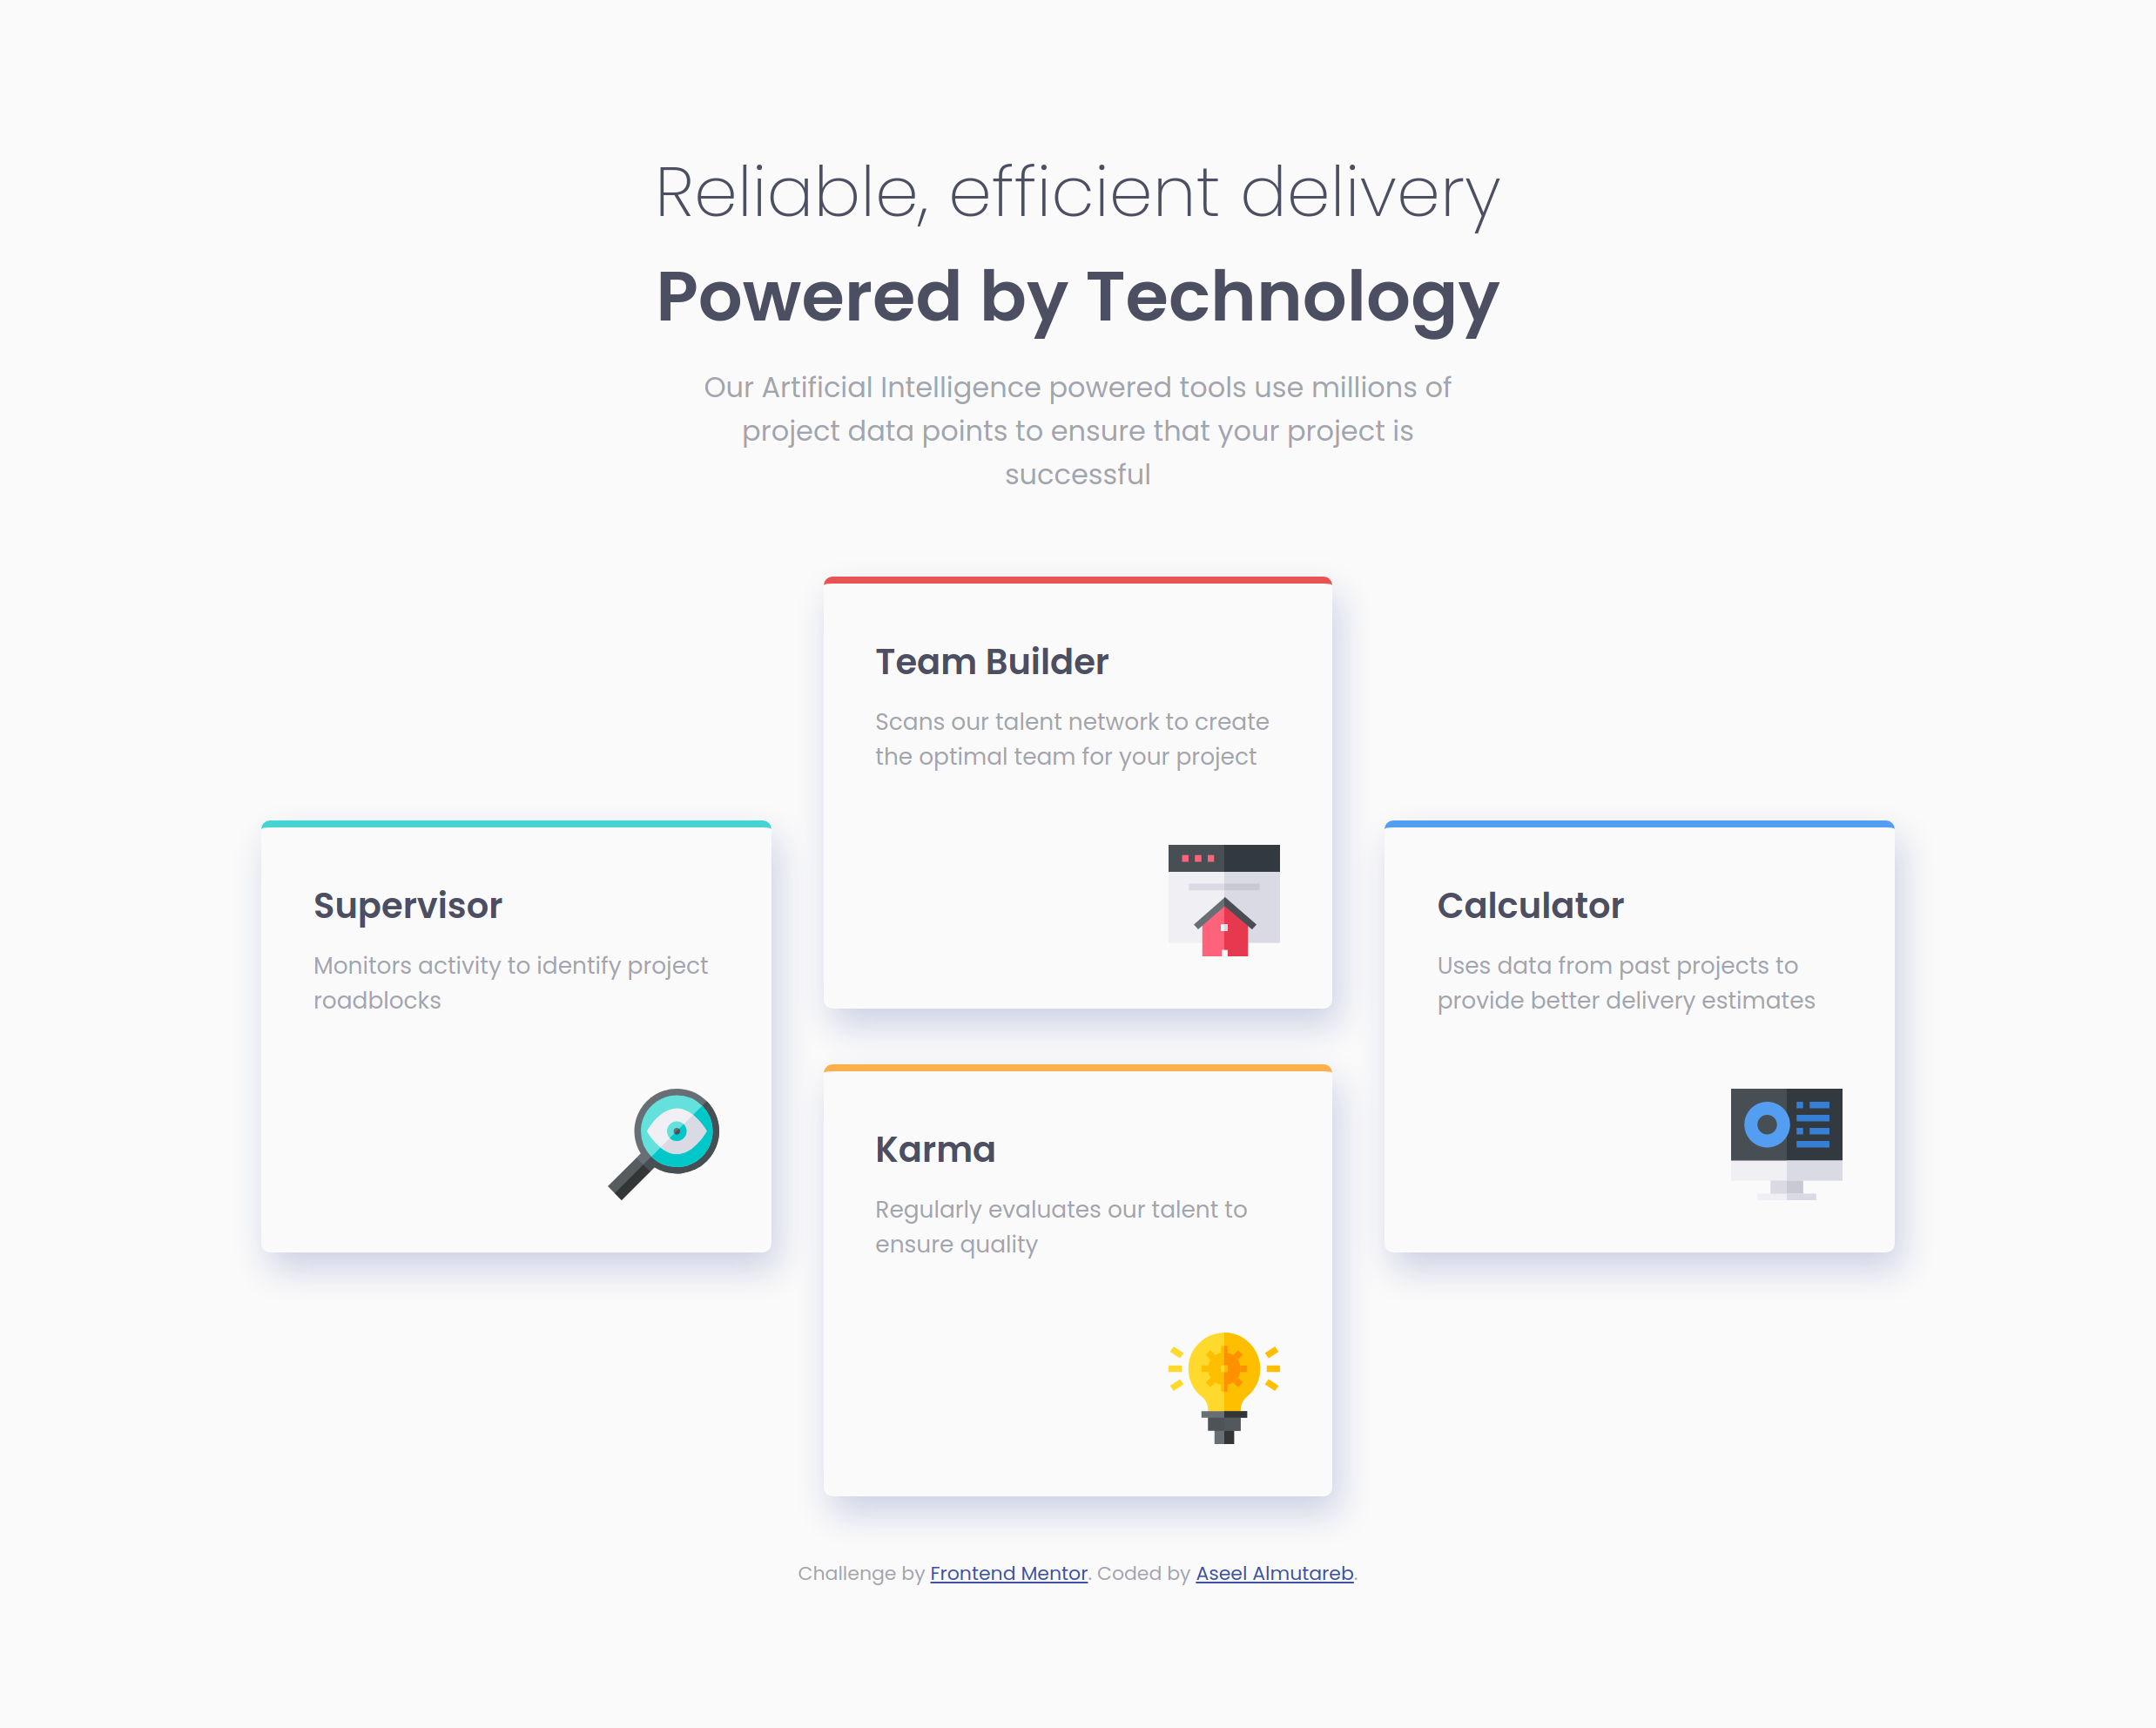 Reliable, efficient delivery
Powered by Technology
Our Artificial Intelligence powered tools use millions of
project data points to ensure that your project is
successful
Team Builder
Scans our talent network to create
the optimal team for your project
Supervisor
Monitors activity to identify project
roadblocks
Calculator
Uses data from past projects to
provide better delivery estimates
Karma
Regularly evaluates our talent to
ensure quality
Challenge by Frontend Mentor. Coded by Aseel Almutareb.